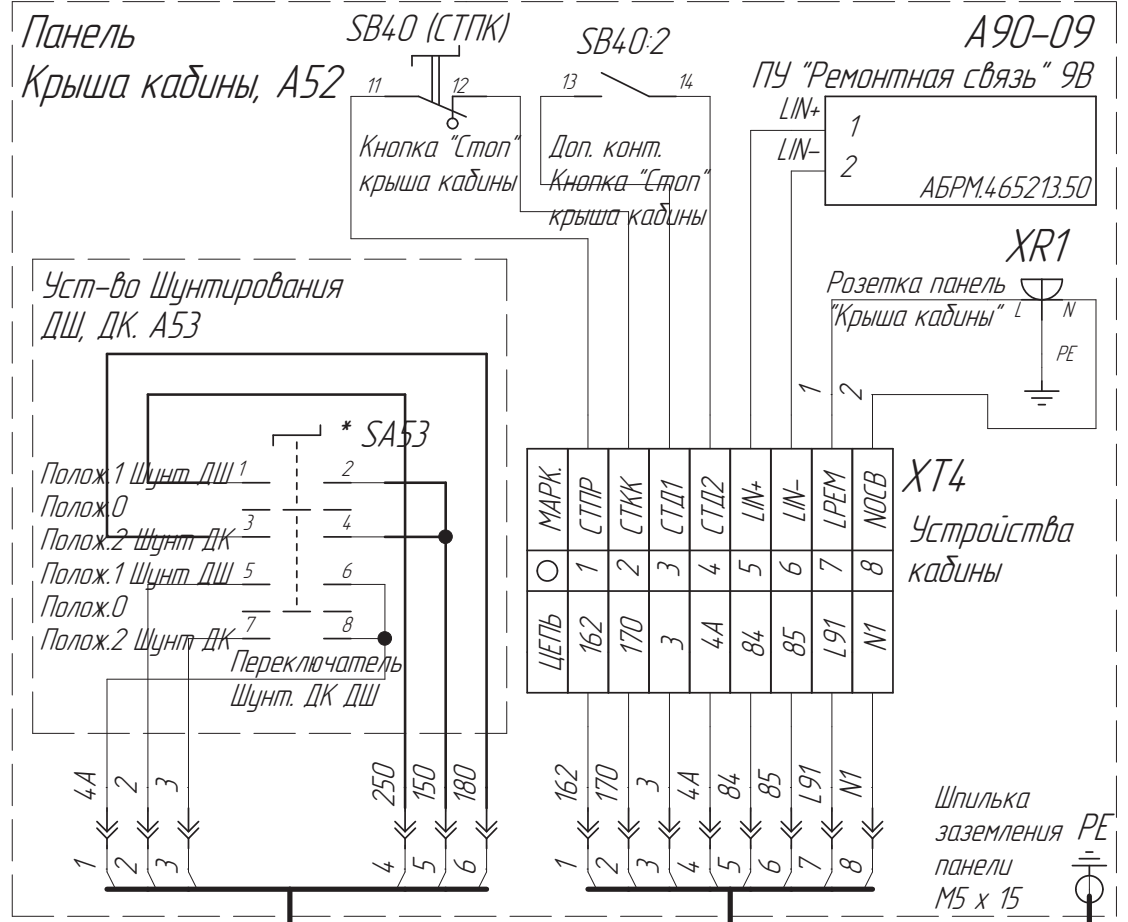 Панель
Крыша кабины, А52
SB40 (СТПК)
11
12
Кнопка "Стоп"
крыша кабины
SB40:2
13
14
Доп. конт.
Кнопка "Стоп"
крыша кабины
А90-09
ПУ "Ремонтная связь" 9В
LIN+
1
LIN-
2
АБРМ.465213.50
XR1
Розетка панель
"Крыша кабины"
L
N
PE
1
2
Уст-во Шунтирования
ДШ, ДК. А53
* SA53
Полож.1 Шунт ДШ
1
2
Полож.0
Полож.2 Шунт ДК
3
4
Полож.1 Шунт ДШ
5
6
Полож.0
Полож.2 Шунт ДК
7
8
Переключатель
Шунт. ДК ДШ
МАРК. СТПР СТКК СТД1 СТД2 LIN+ LIN- LPEM NOCB
1 2 3 4 5 6 7 8
ЦЕПЬ 162 170 3 4А 84 85 L91 N1
XT4
Устройства
кабины
4А 2 3 250 150 180
1 2 3 4 5 6
162 170 3 4А 84 85 L91 N1
1 2 3 4 5 6 7 8
Шпилька
заземления
панели
М5 х 15
PE